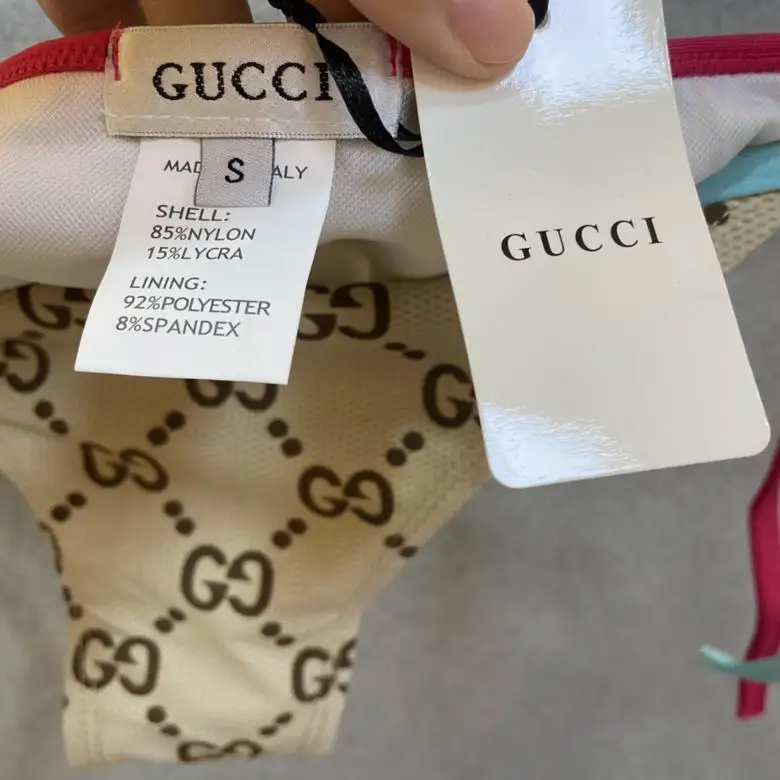 GUCCI
S
SHELL:
85%NYLON
15%LYCRA
LINING:
92%POLYESTER
8%SPANDEX
GUCCI